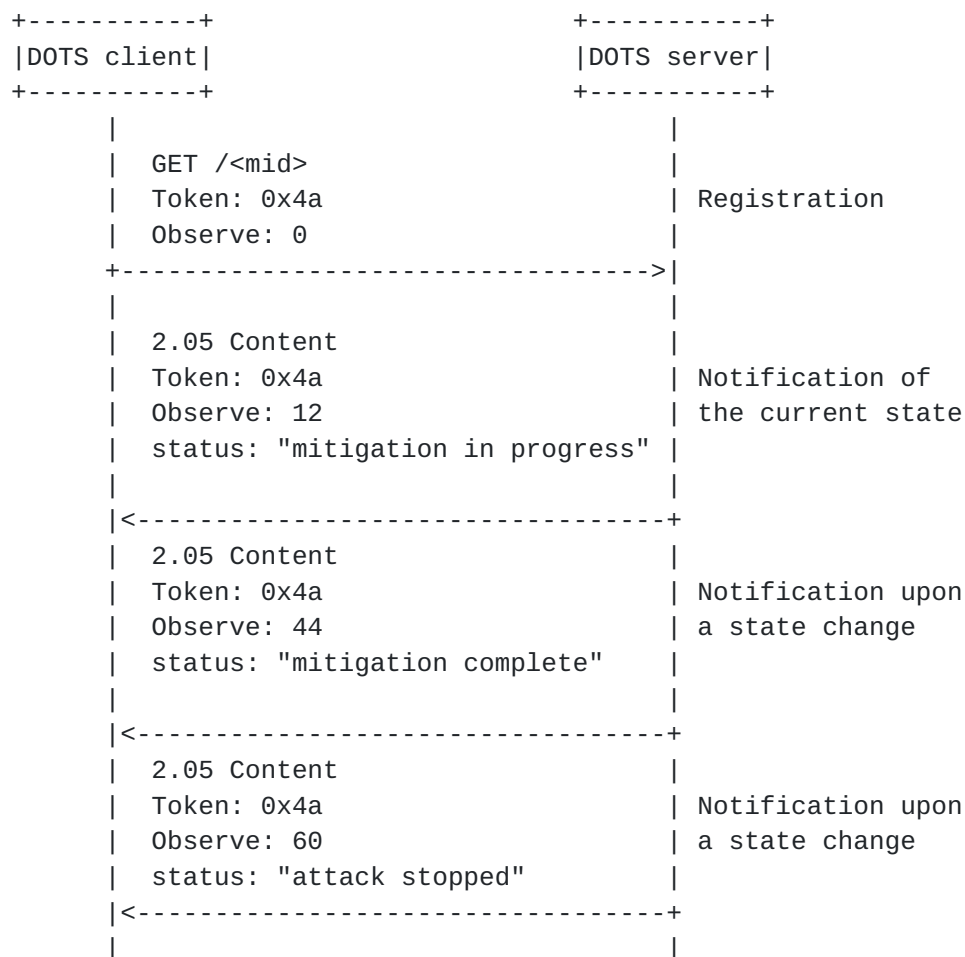 +-----------+                       +-----------+
|DOTS client|                       |DOTS server|
+-----------+                       +-----------+
      |                                   |
      |  GET /<mid>                       |
      |  Token: 0x4a                      | Registration
      |  Observe: 0                       |
      +---------------------------------->|
      |                                   |
      |  2.05 Content                     |
      |  Token: 0x4a                      | Notification of
      |  Observe: 12                      | the current state
      |  status: "mitigation in progress" |
      |                                   |
      |<----------------------------------+
      |  2.05 Content                     |
      |  Token: 0x4a                      | Notification upon
      |  Observe: 44                      | a state change
      |  status: "mitigation complete"    |
      |                                   |
      |<----------------------------------+
      |  2.05 Content                     |
      |  Token: 0x4a                      | Notification upon
      |  Observe: 60                      | a state change
      |  status: "attack stopped"         |
      |<----------------------------------+
      |                                   |